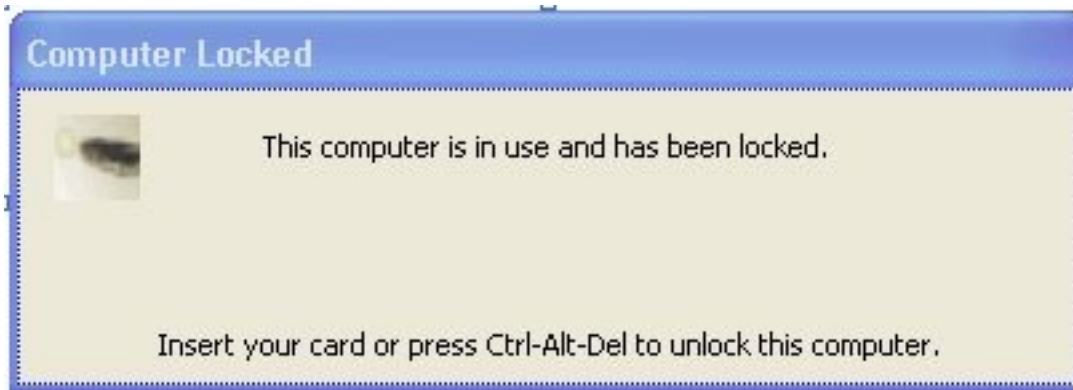 Computer Locked
This computer is in use and has been locked.
Insert your card or press Ctrl-Alt-Del to unlock this computer.